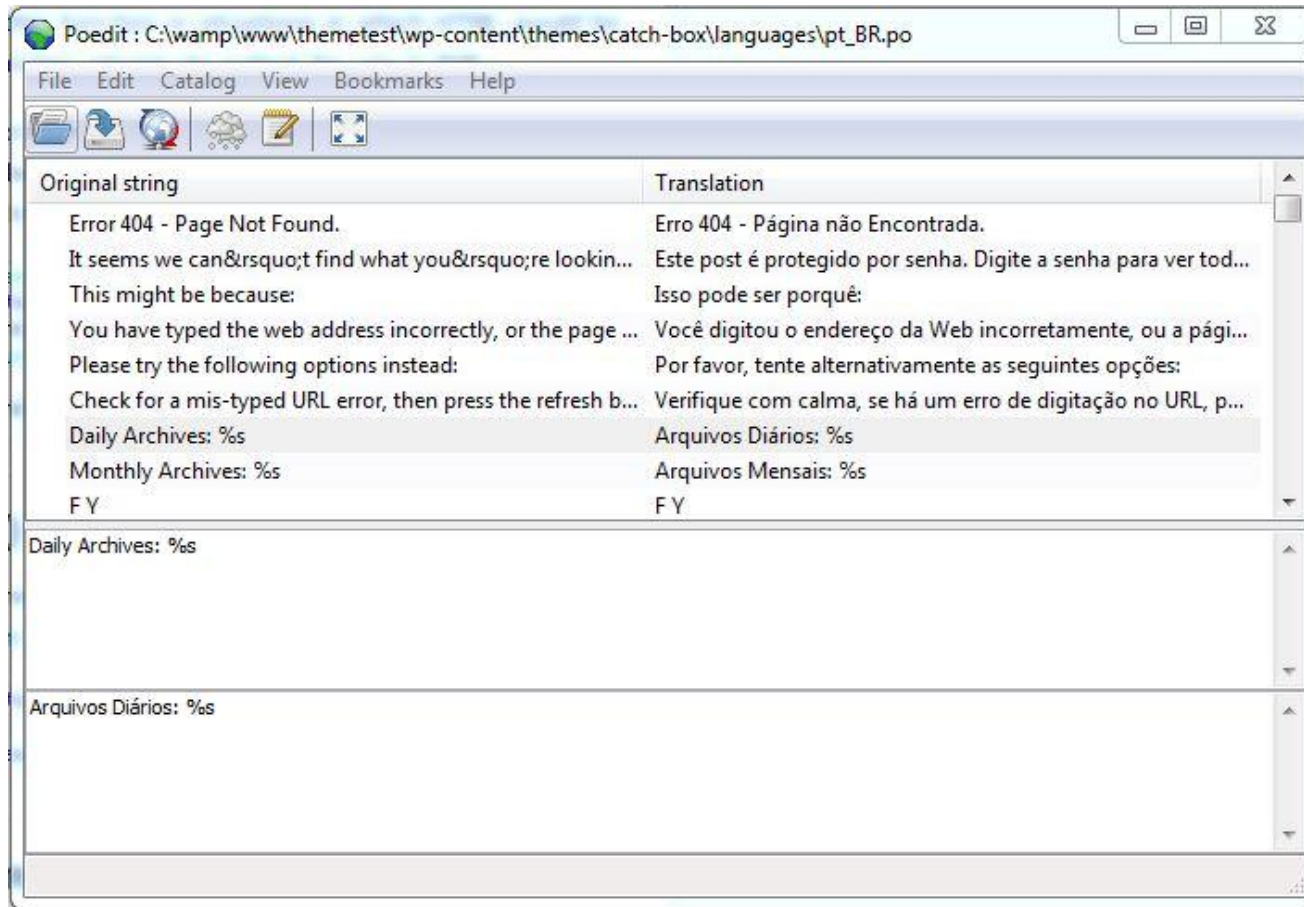 Poedit : C:\wamp\www\themetest\wp-content\themes\catch-box\languages\pt_BR.po
File Edit Catalog View Bookmarks Help
Original string Translation
Error 404 - Page Not Found. Erro 404 - Página não Encontrada.
It seems we can&rsquo;t find what you&rsquo;re lookin... Este post é protegido por senha. Digite a senha para ver tod...
This might be because: Isso pode ser porquê:
You have typed the web address incorrectly, or the page ... Você digitou o endereço da Web incorretamente, ou a pági...
Please try the following options instead: Por favor, tente alternativamente as seguintes opções:
Check for a mis-typed URL error, then press the refresh b... Verifique com calma, se há um erro de digitação no URL, p...
Daily Archives: %s Arquivos Diários: %s
Monthly Archives: %s Arquivos Mensais: %s
F Y F Y
Daily Archives: %s
Arquivos Diários: %s